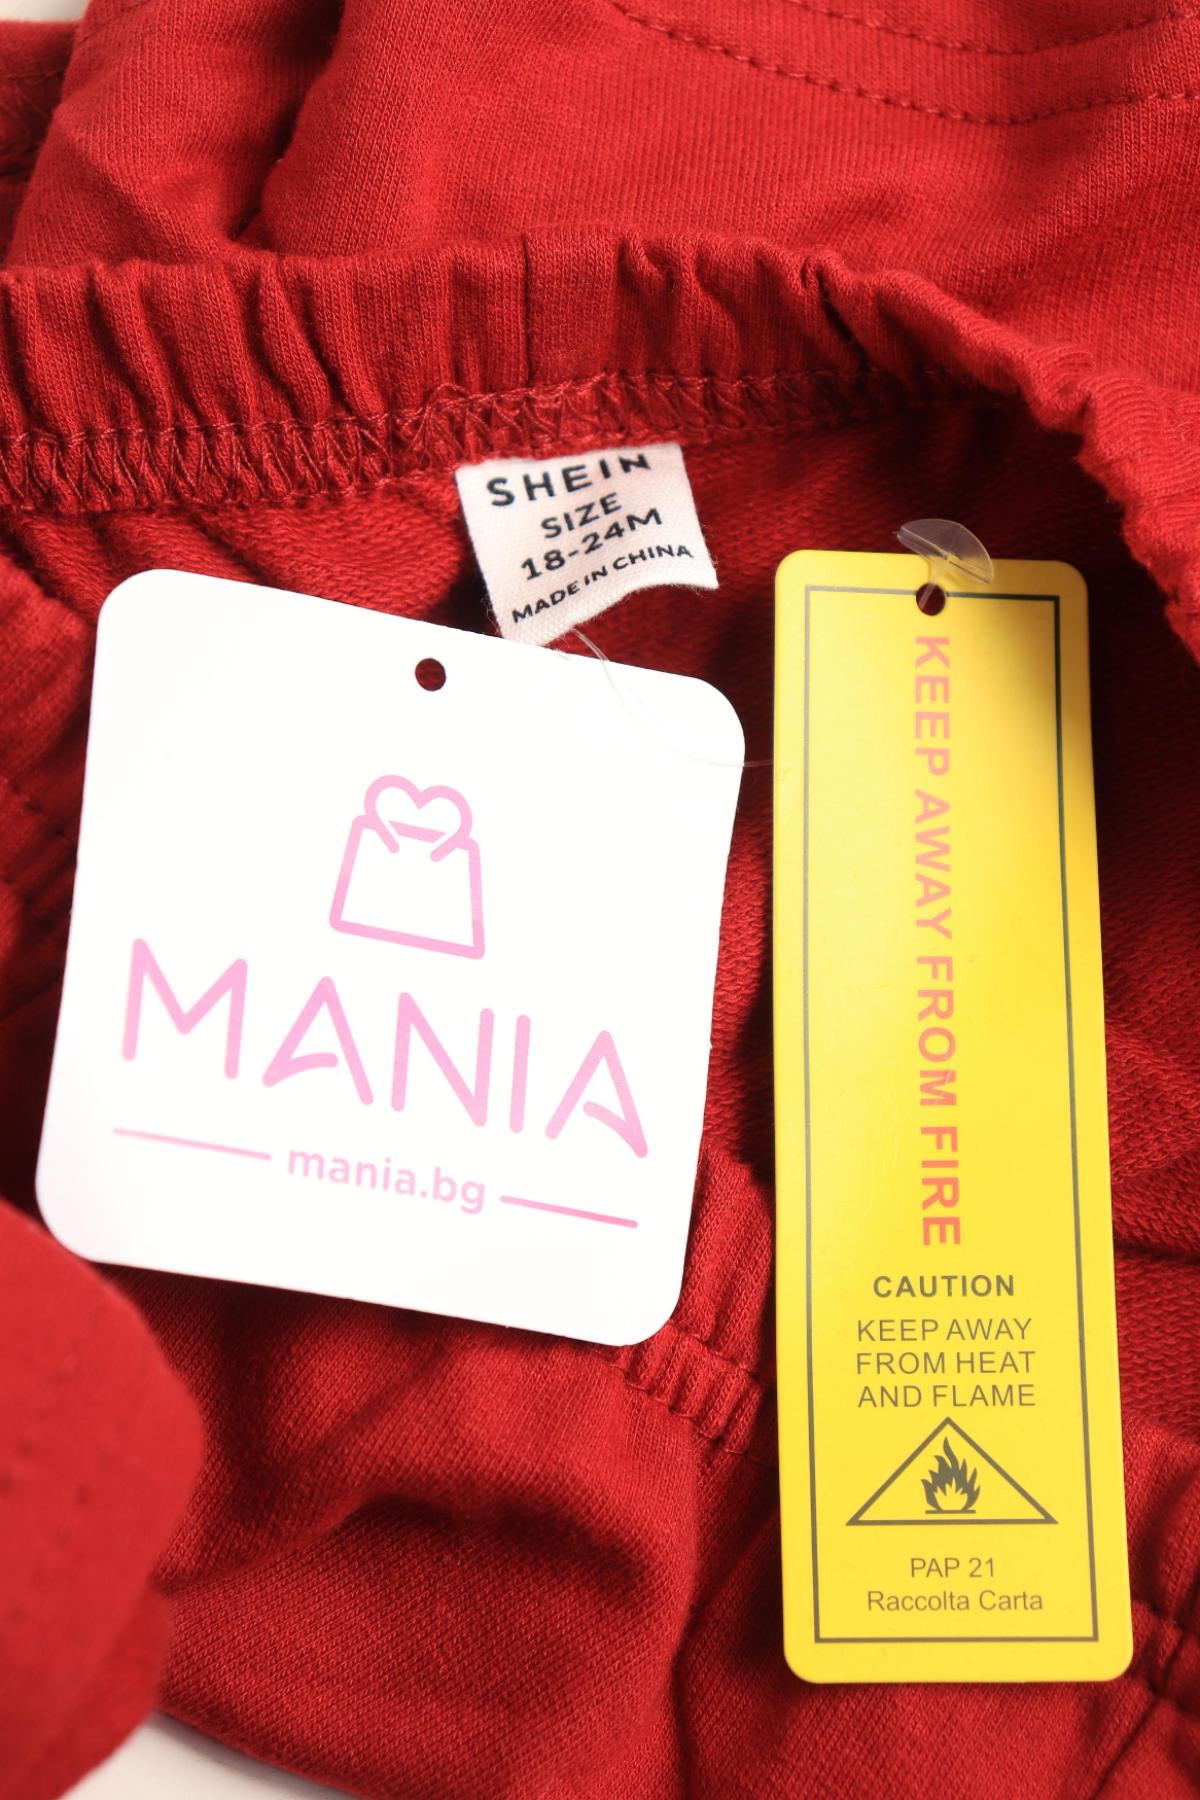 SHEIN
SIZE
18-24M
MADE IN CHINA
MANIA
mania.bg
KEEP AWAY FROM FIRE
CAUTION
KEEP AWAY
FROM HEAT
AND FLAME
PAP 21
Raccolta Carta